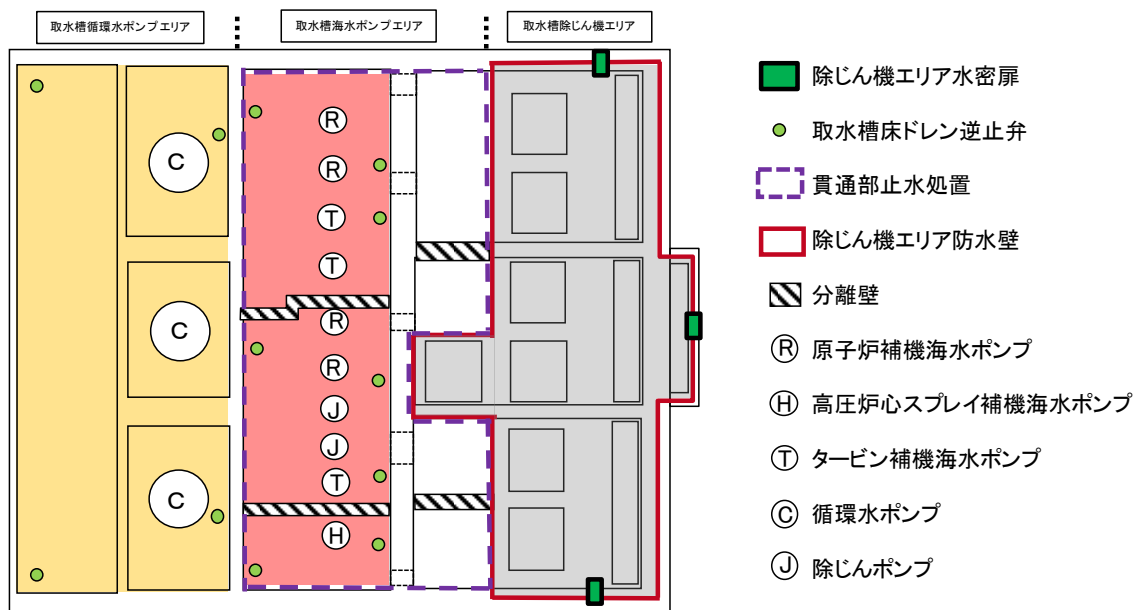 取水槽循環水ポンプエリア
取水槽海水ポンプエリア
取水槽除じん機エリア
C
C
C
R
R
T
T
R
R
J
J
T
H
除じん機エリア水密扉
取水槽床ドレン逆止弁
貫通部止水処置
除じん機エリア防水壁
分離壁
R 原子炉補機海水ポンプ
H 高圧炉心スプレイ補機海水ポンプ
T タービン補機海水ポンプ
C 循環水ポンプ
J 除じんポンプ